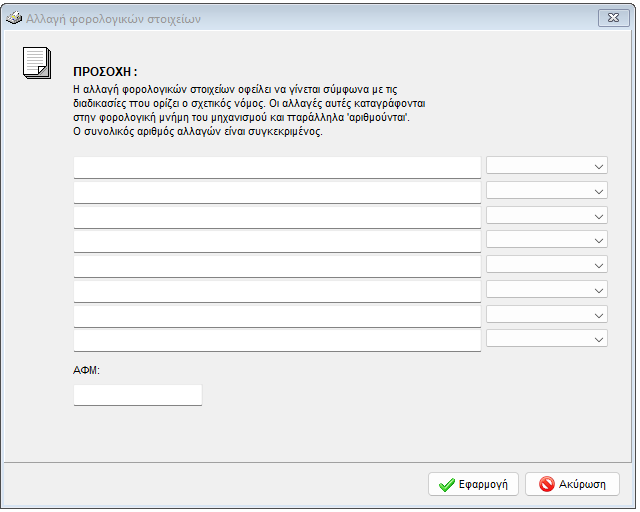 Αλλαγή φορολογικών στοιχείων
ΠΡΟΣΟΧΗ :
Η αλλαγή φορολογικών στοιχείων οφείλει να γίνεται σύμφωνα με τις
διαδικασίες που ορίζει ο σχετικός νόμος. Οι αλλαγές αυτές καταγράφονται
στην φορολογική μνήμη του μηχανισμού και παράλληλα 'αριθμούνται'.
Ο συνολικός αριθμός αλλαγών είναι συγκεκριμένος.
ΑΦΜ:
Εφαρμογή
Ακύρωση